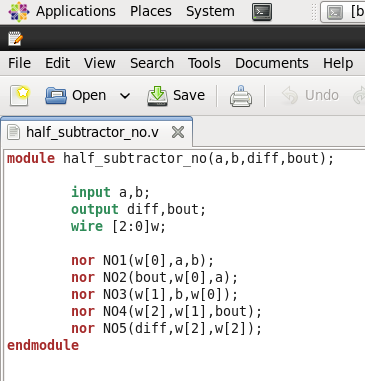 Applications Places System [b
File Edit View Search Tools Documents Help
Open Save Undo
half_subtractor_no.v
module half_subtractor_no(a,b,diff,bout);
input a,b;
output diff,bout;
wire [2:0]w;
nor NO1(w[0],a,b);
nor NO2(bout,w[0],a);
nor NO3(w[1],b,w[0]);
nor NO4(w[2],w[1],bout);
nor NO5(diff,w[2],w[2]);
endmodule